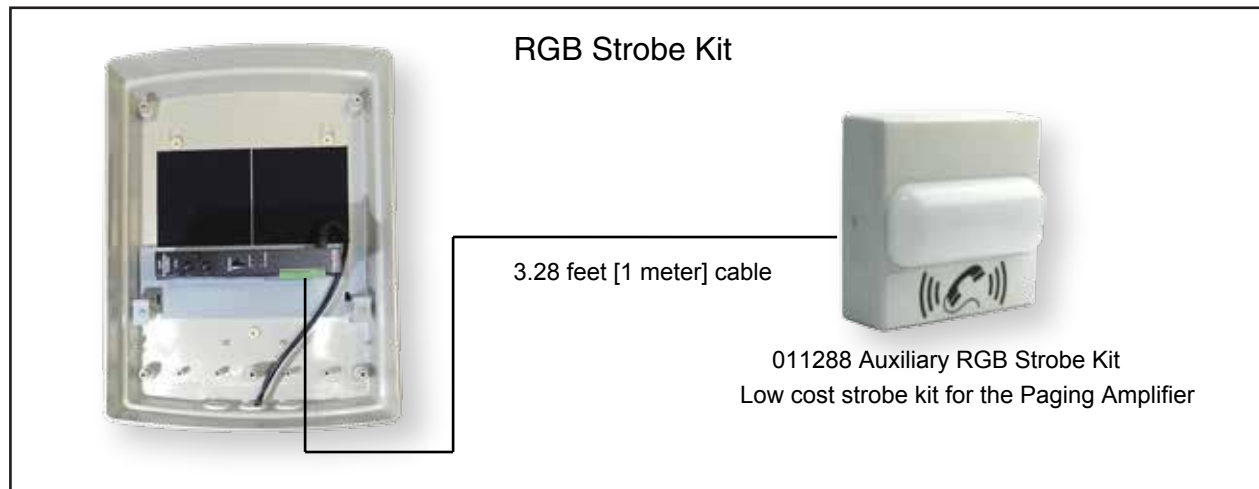 RGB Strobe Kit
3.28 feet [1 meter] cable
011288 Auxiliary RGB Strobe Kit
Low cost strobe kit for the Paging Amplifier